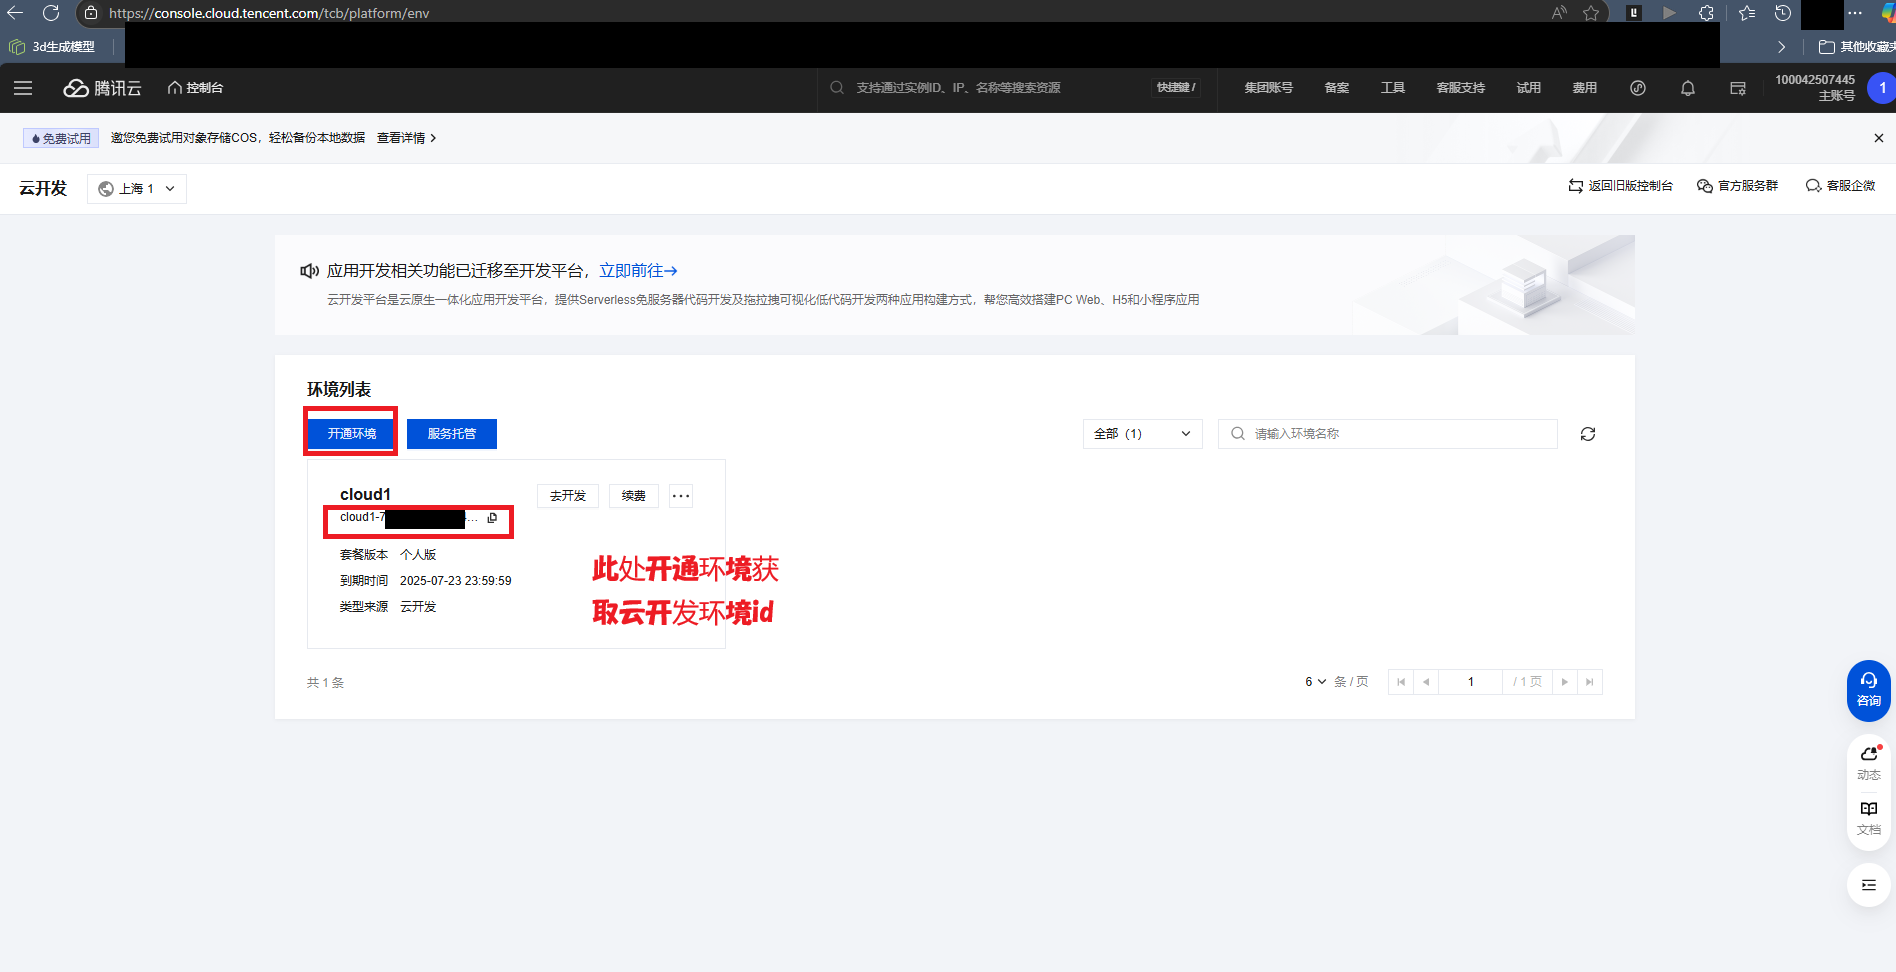 https://console.cloud.tencent.com/tcb/platform/env
3d生成模型
其他收藏夹
腾讯云
控制台
支持通过实例ID、IP、名称等搜索资源
快捷键 /
集团账号
备案
工具
客服支持
试用
费用
100042507445
主账号
1
免费试用
邀您免费试用对象存储COS，轻松备份本地数据
查看详情
云开发
上海 1
返回旧版控制台
官方服务群
客服企微
应用开发相关功能已迁移至开发平台，立即前往→
云开发平台是云原生一体化应用开发平台，提供Serverless免服务器代码开发及拖拉拽可视化低代码开发两种应用构建方式，帮您高效搭建PC Web、H5和小程序应用
环境列表
开通环境
服务托管
全部（1）
请输入环境名称
cloud1
去开发
续费
···
cloud1-7
...
套餐版本 个人版
到期时间 2025-07-23 23:59:59
类型来源 云开发
此处开通环境获
取云开发环境id
共 1 条
6 条 / 页
1
/ 1 页
咨询
动态
文档